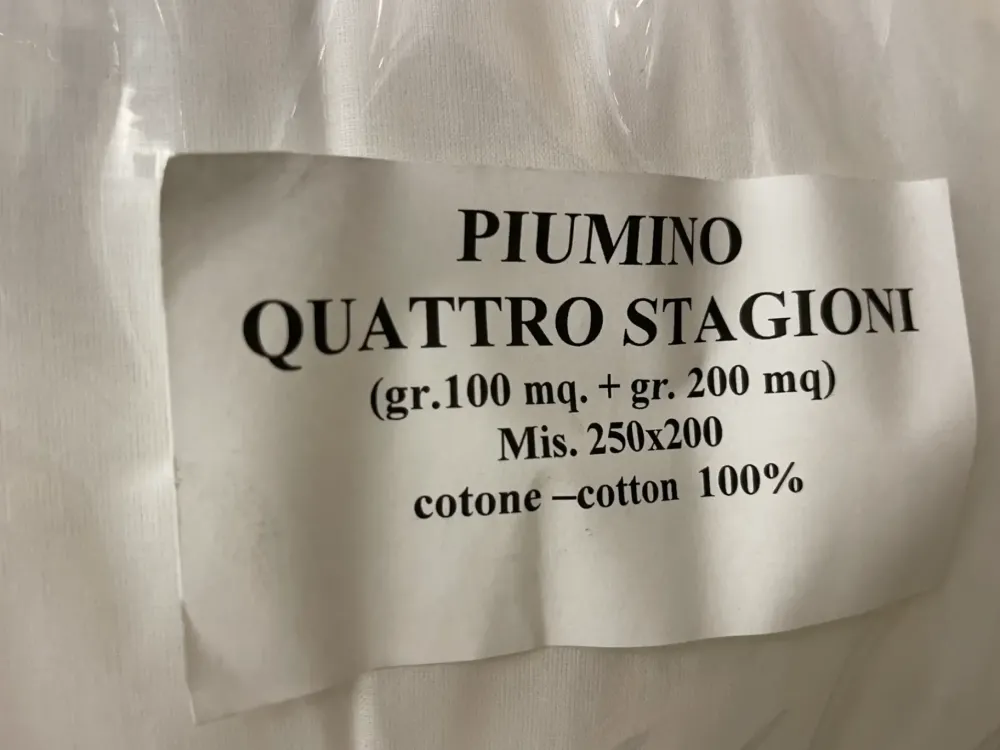 PIUMINO
QUATTRO STAGIONI
(gr.100 mq. + gr. 200 mq)
Mis. 250x200
cotone –cotton 100%